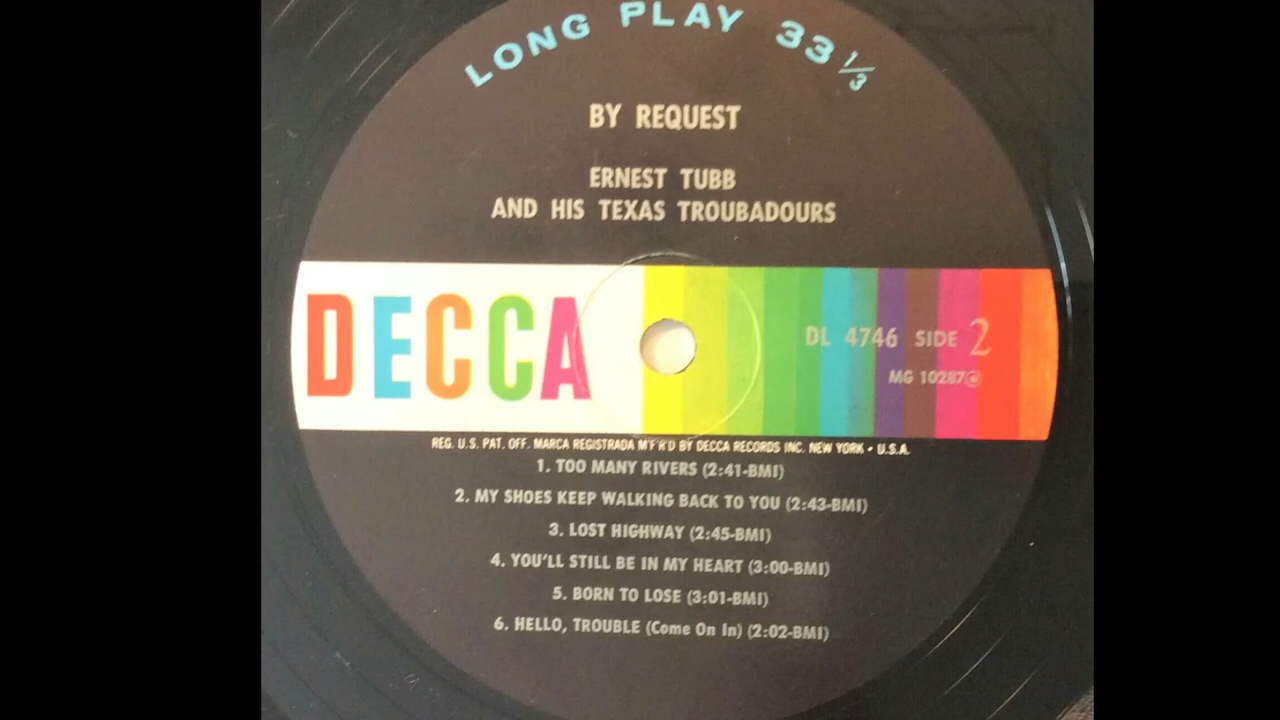 LONG PLAY 33 1/3
BY REQUEST
ERNEST TUBB
AND HIS TEXAS TROUBADOURS
DECCA
DL 4746 SIDE 2
MG 10287
REG. U.S. PAT. OFF. MARCA REGISTRADA M'F'R'D BY DECCA RECORDS INC. NEW YORK • U.S.A.
1. TOO MANY RIVERS (2:41-BMI)
2. MY SHOES KEEP WALKING BACK TO YOU (2:43-BMI)
3. LOST HIGHWAY (2:45-BMI)
4. YOU'LL STILL BE IN MY HEART (3:00-BMI)
5. BORN TO LOSE (3:01-BMI)
6. HELLO, TROUBLE (Come On In) (2:02-BMI)